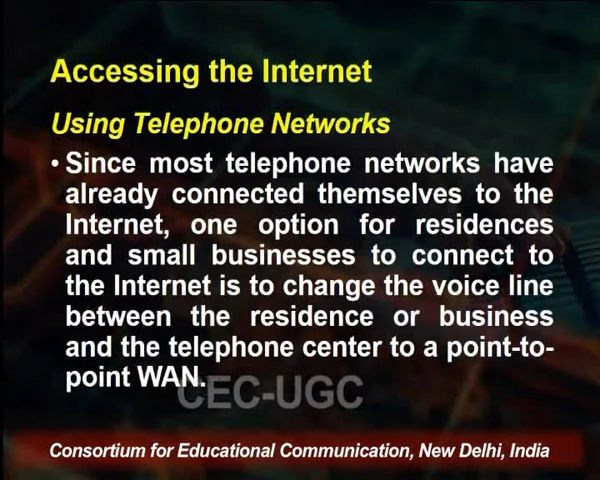 Accessing the Internet
Using Telephone Networks
• Since most telephone networks have
already connected themselves to the
Internet, one option for residences
and small businesses to connect to
the Internet is to change the voice line
between the residence or business
and the telephone center to a point-to-
point WAN.
CEC-UGC
Consortium for Educational Communication, New Delhi, India